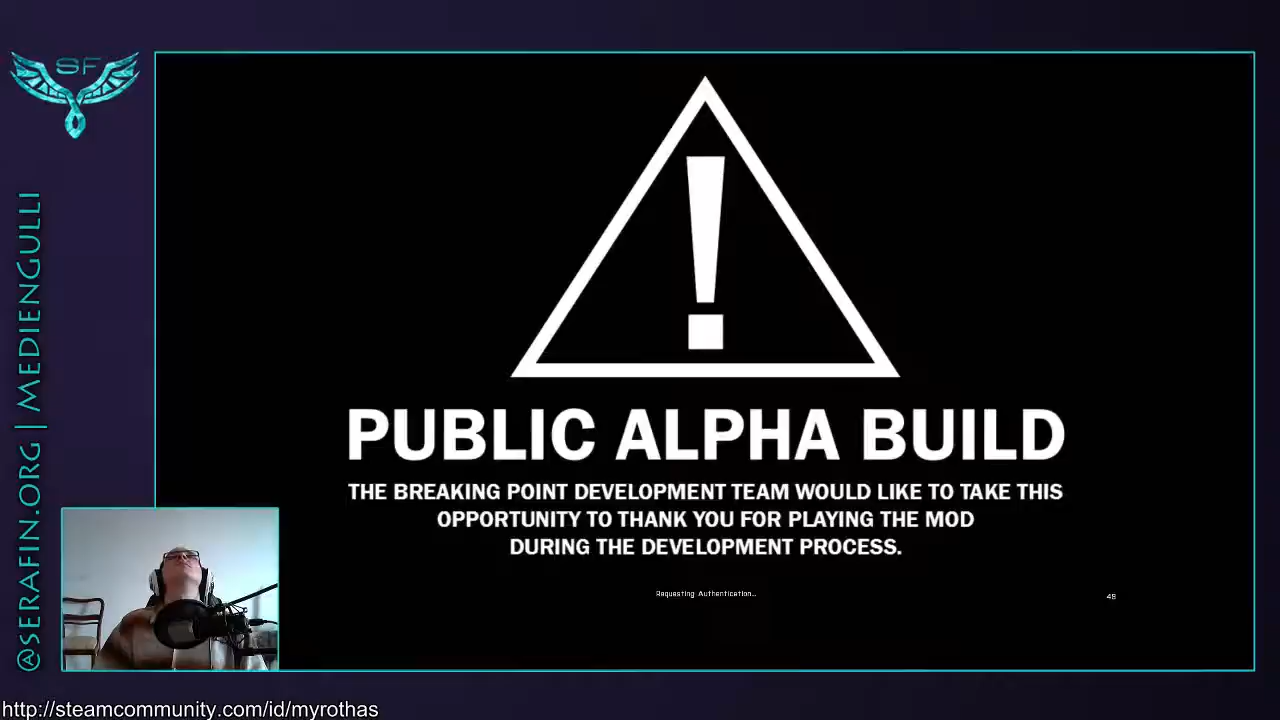 SF
@SERAFIN.ORG | MEDIENGULLI
PUBLIC ALPHA BUILD
THE BREAKING POINT DEVELOPMENT TEAM WOULD LIKE TO TAKE THIS
OPPORTUNITY TO THANK YOU FOR PLAYING THE MOD
DURING THE DEVELOPMENT PROCESS.
Requesting Authentication...
49
http://steamcommunity.com/id/myrothas